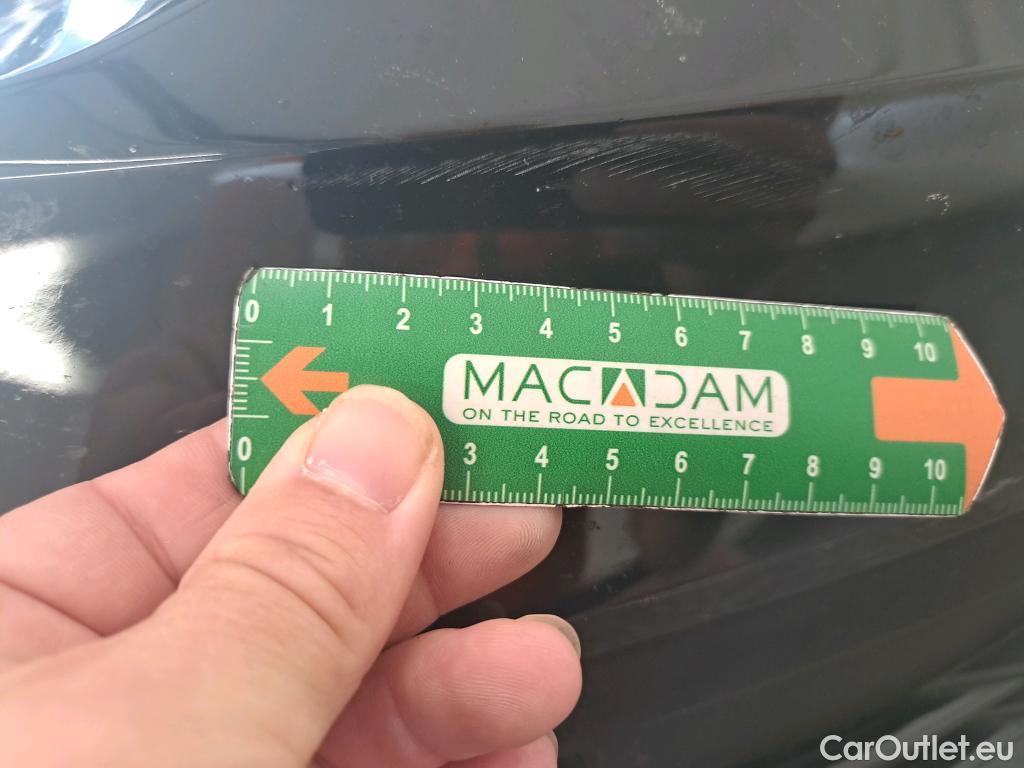 0 1 2 3 4 5 6 7 8 9 10
MACADAM
ON THE ROAD TO EXCELLENCE
0 3 4 5 6 7 8 9 10
CarOutlet.eu